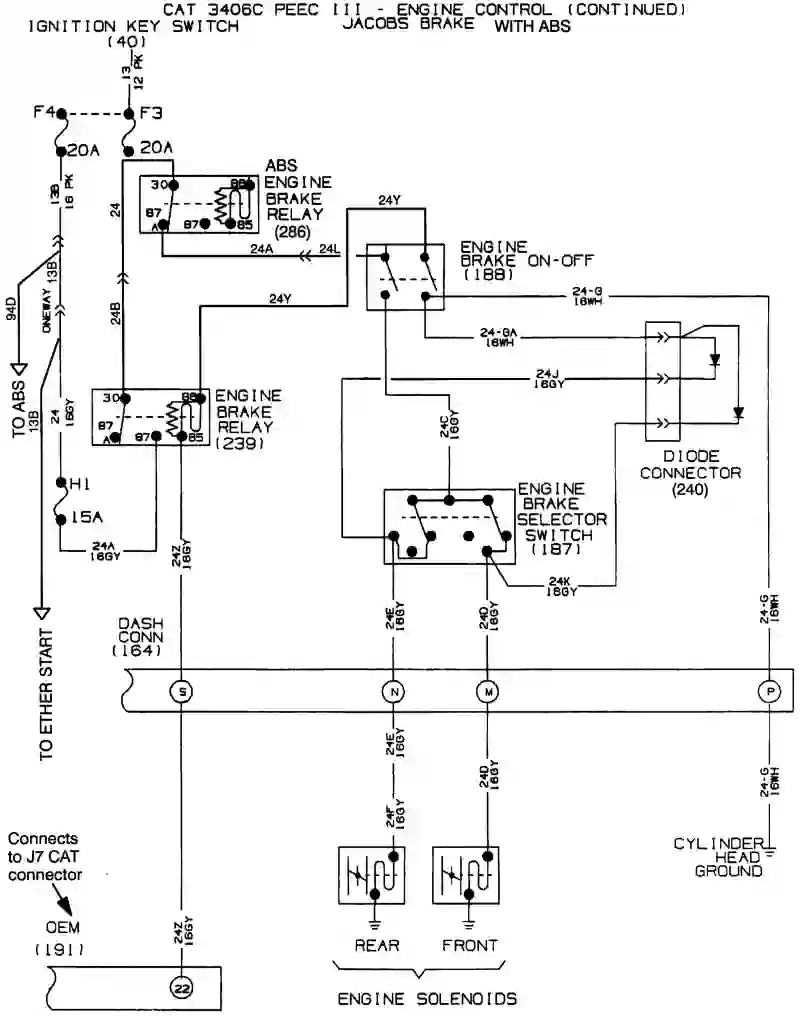 CAT 3406C PEEC III - ENGINE CONTROL (CONTINUED)
JACOBS BRAKE WITH ABS
IGNITION KEY SWITCH
(40)
13
12 PK
F4
F3
20A
20A
13B
16 PK
24
30
86
87
A
87
85
ABS
ENGINE
BRAKE
RELAY
(286)
24A
24L
24Y
ENGINE
BRAKE ON-OFF
(188)
94D
13B
ONEWAY
24B
24Y
24-G
16WH
24-GA
16WH
24J
16GY
TO ABS
13B
24
16GY
30
86
87
A
87
85
ENGINE
BRAKE
RELAY
(239)
24C
16GY
DIODE
CONNECTOR
(240)
H1
15A
24A
16GY
24Z
16GY
ENGINE
BRAKE
SELECTOR
SWITCH
(187)
24K
16GY
24E
16GY
24D
16GY
24-G
16WH
DASH
CONN
(164)
TO ETHER START
S
N
M
P
24E
16GY
24D
16GY
24-G
16WH
24F
16GY
Connects
to J7 CAT
connector
CYLINDER
HEAD
GROUND
OEM
(191)
24Z
16GY
REAR
FRONT
22
ENGINE SOLENOIDS